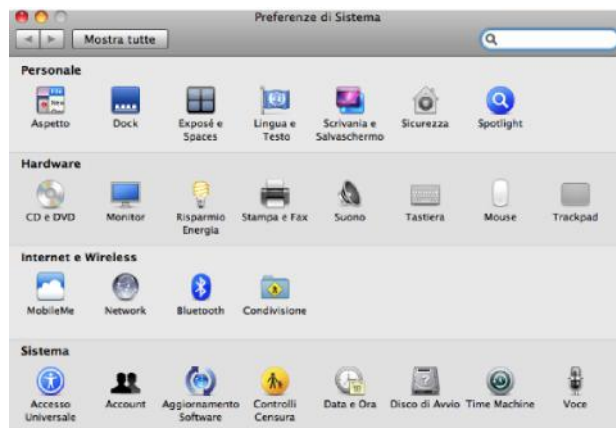 Preferenze di Sistema
Mostra tutte
Personale
Aspetto Dock Exposé e Spaces Lingua e Testo Scrivania e Salvaschermo Sicurezza Spotlight
Hardware
CD e DVD Monitor Risparmio Energia Stampa e Fax Suono Tastiera Mouse Trackpad
Internet e Wireless
MobileMe Network Bluetooth Condivisione
Sistema
Accesso Universale Account Aggiornamento Software Controlli Censura Data e Ora Disco di Avvio Time Machine Voce